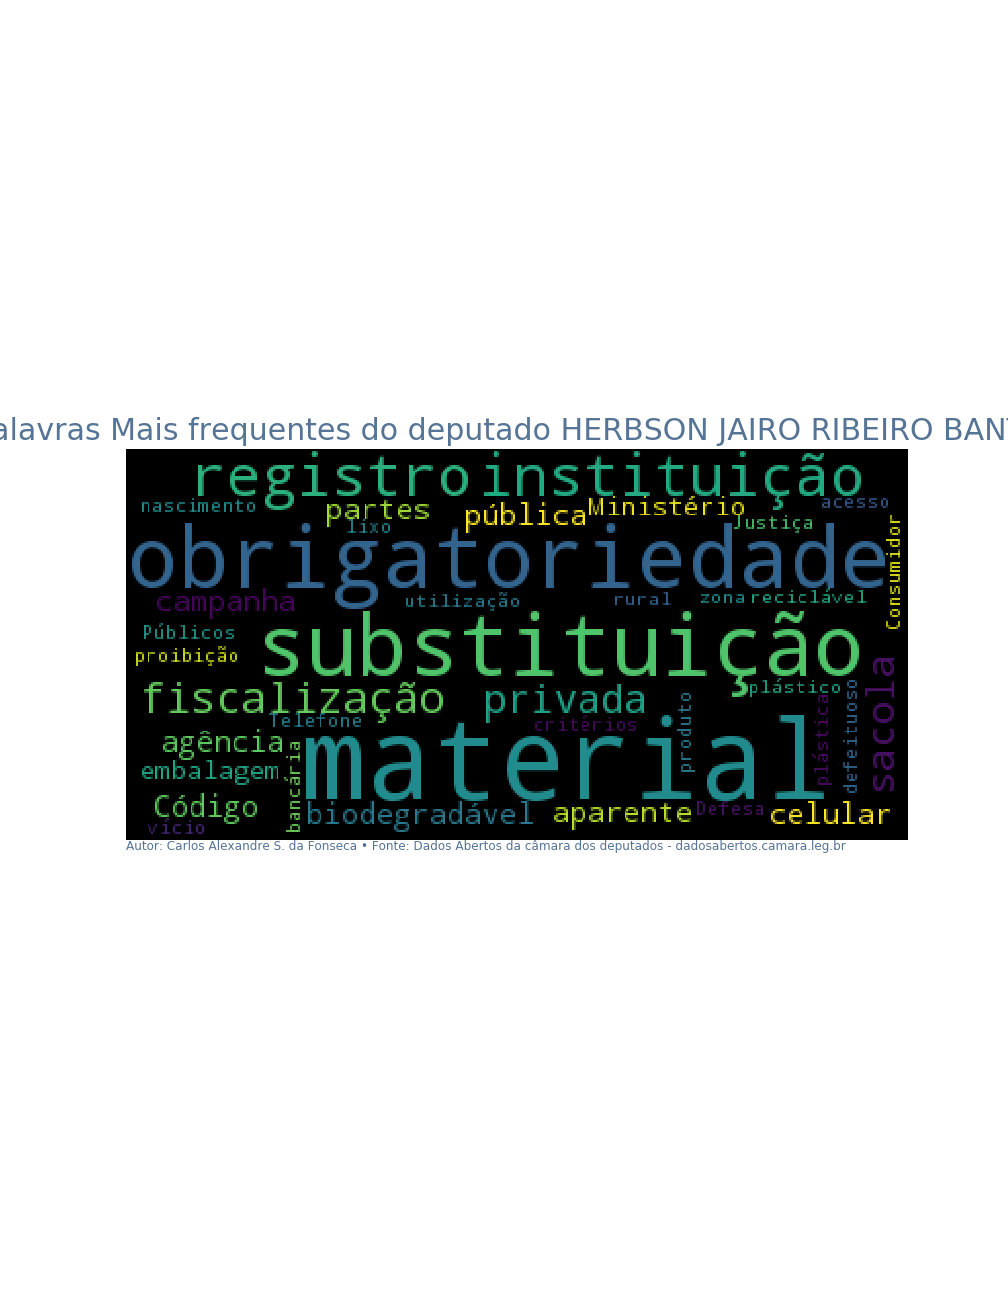 alavras Mais frequentes do deputado HERBSON JAIRO RIBEIRO BANT
registro instituição
nascimento partes pública Ministério acesso
lixo Justiça
obrigatoriedade
Consumidor
campanha utilização rural zona reciclável
Públicos
substituição
proibição
plástico
fiscalização privada
sacola
Telefone critérios produto plástica defeituoso
agência
material
embalagem bancária
Código biodegradável aparente Defesa celular
vício
Autor: Carlos Alexandre S. da Fonseca • Fonte: Dados Abertos da câmara dos deputados - dadosabertos.camara.leg.br